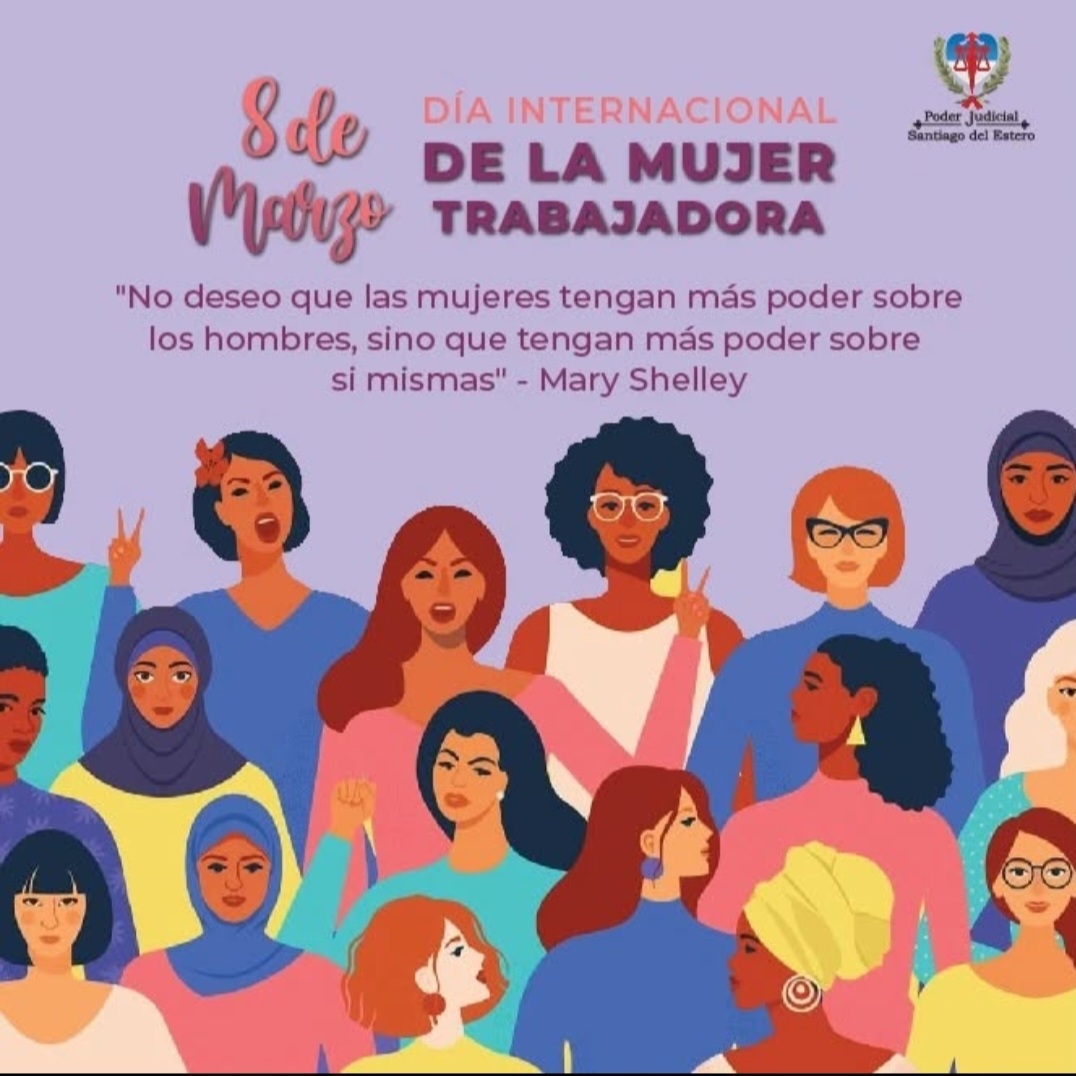 8 de
Marzo
DÍA INTERNACIONAL
DE LA MUJER
TRABAJADORA
Poder Judicial
Santiago del Estero
"No deseo que las mujeres tengan más poder sobre
los hombres, sino que tengan más poder sobre
si mismas" - Mary Shelley